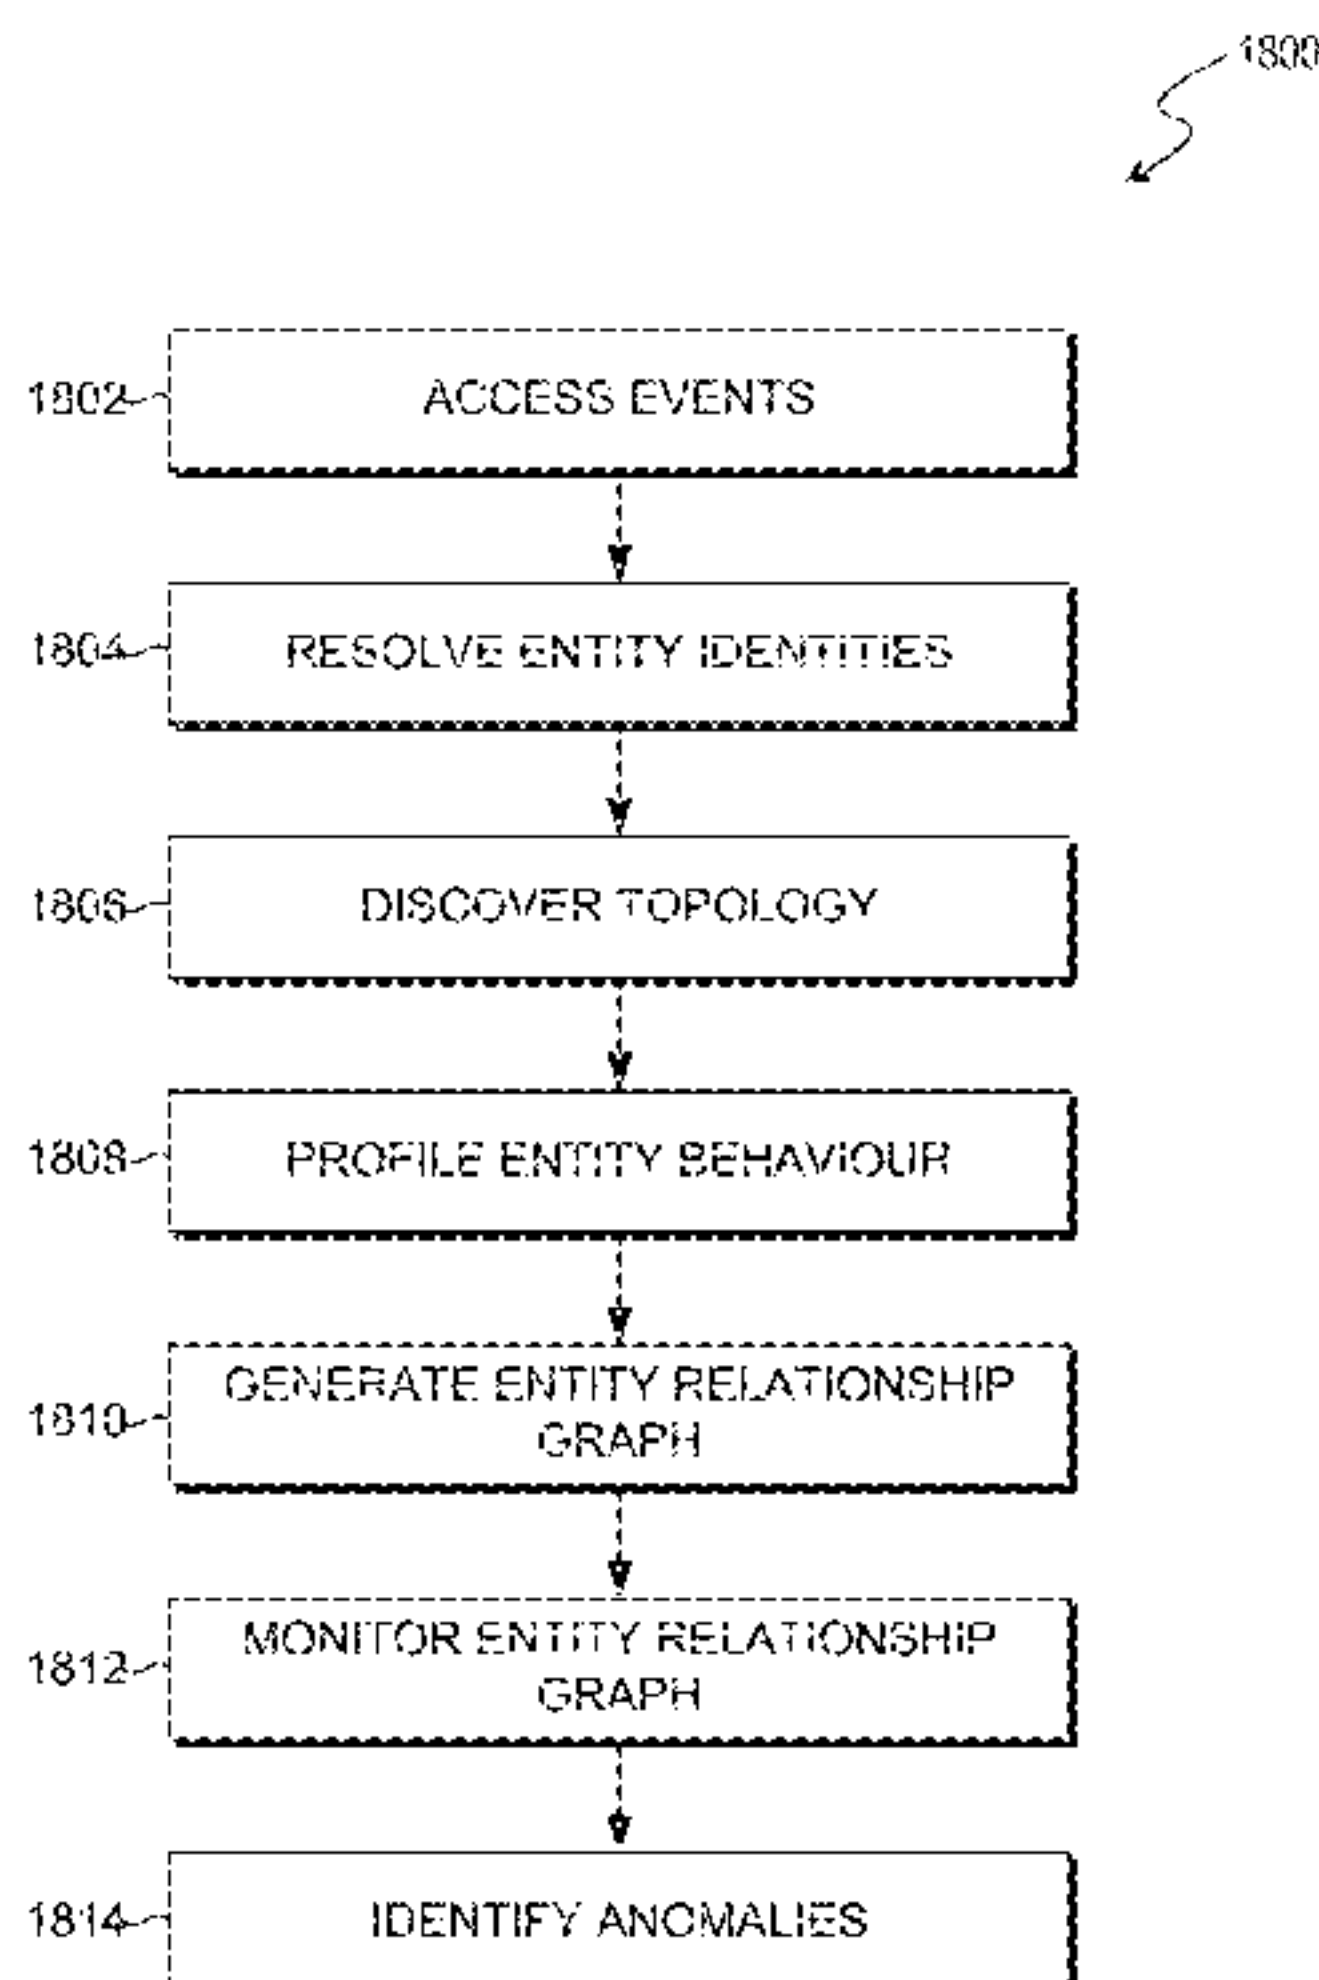 1800
1802
ACCESS EVENTS
1804
RESOLVE ENTITY IDENTITIES
1806
DISCOVER TOPOLOGY
1808
PROFILE ENTITY BEHAVIOUR
1810
GENERATE ENTITY RELATIONSHIP
GRAPH
1812
MONITOR ENTITY RELATIONSHIP
GRAPH
1814
IDENTIFY ANOMALIES